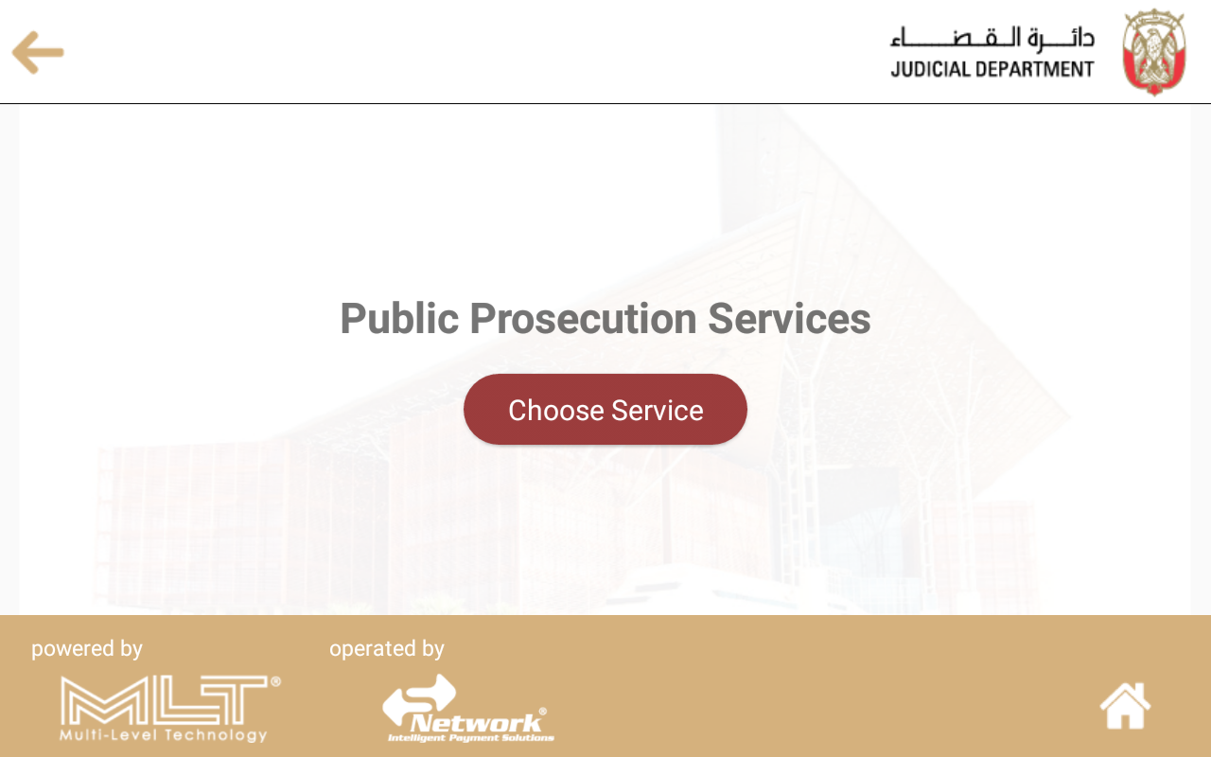 دائـــرة الـقـضـــــاء
JUDICIAL DEPARTMENT
Public Prosecution Services
Choose Service
powered by
operated by
MLT®
Multi-Level Technology
Network®
Intelligent Payment Solutions